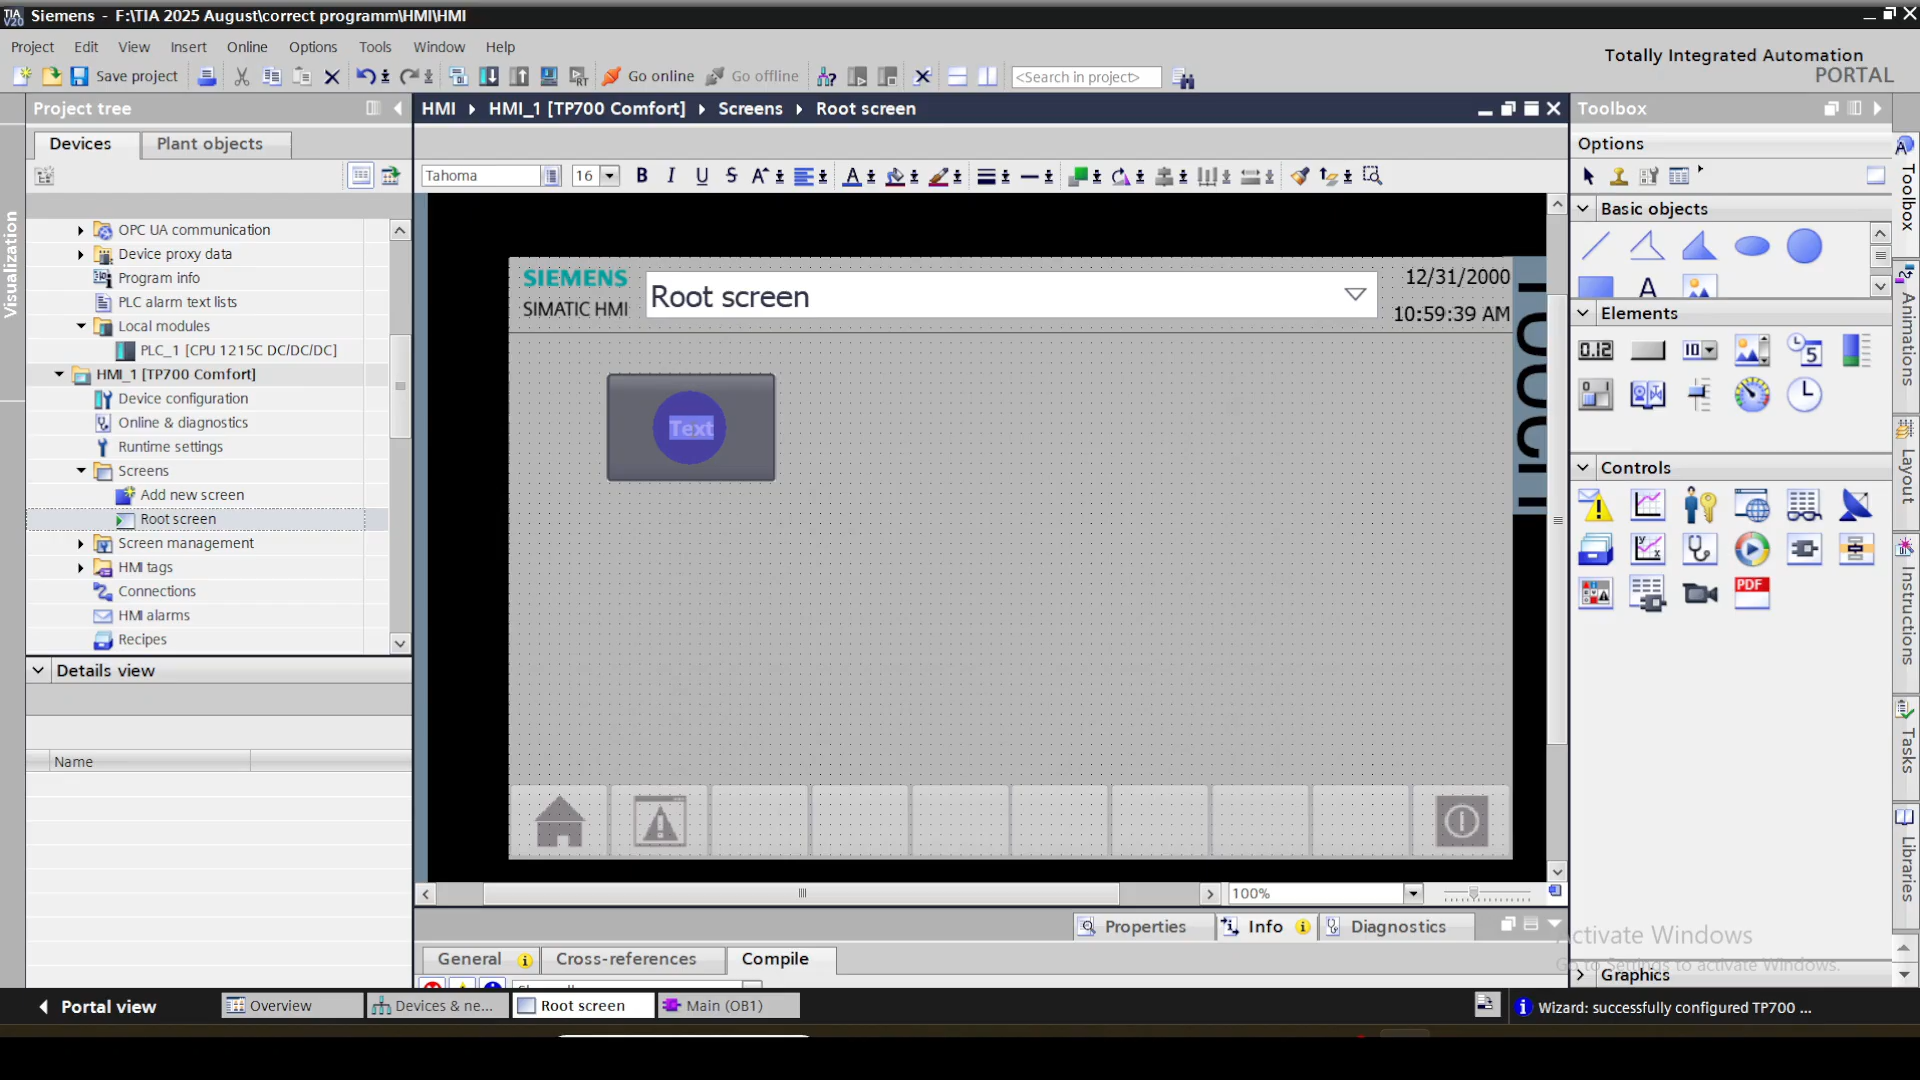 Siemens - F:\TIA 2025 August\correct programm\HMI\HMI
Project Edit View Insert Online Options Tools Window Help
Totally Integrated Automation
PORTAL
Save project
Go online
Go offline
<Search in project>
Project tree
HMI HMI_1 [TP700 Comfort] Screens Root screen
Toolbox
Devices
Plant objects
Options
Tahoma
16
B I U S
Visualization
OPC UA communication
Device proxy data
Program info
PLC alarm text lists
Local modules
PLC_1 [CPU 1215C DC/DC/DC]
HMI_1 [TP700 Comfort]
Device configuration
Online & diagnostics
Runtime settings
Screens
Add new screen
Root screen
Screen management
HMI tags
Connections
HMI alarms
Recipes
Details view
Name
SIEMENS
SIMATIC HMI
Root screen
12/31/2000
10:59:39 AM
TOUCH
Text
100%
Basic objects
Elements
Controls
PDF
Graphics
Toolbox
Animations
Layout
Instructions
Tasks
Libraries
Properties
Info
Diagnostics
General
Cross-references
Compile
Activate Windows
Go to Settings to activate Windows.
Portal view
Overview
Devices & ne...
Root screen
Main (OB1)
Wizard: successfully configured TP700 ...